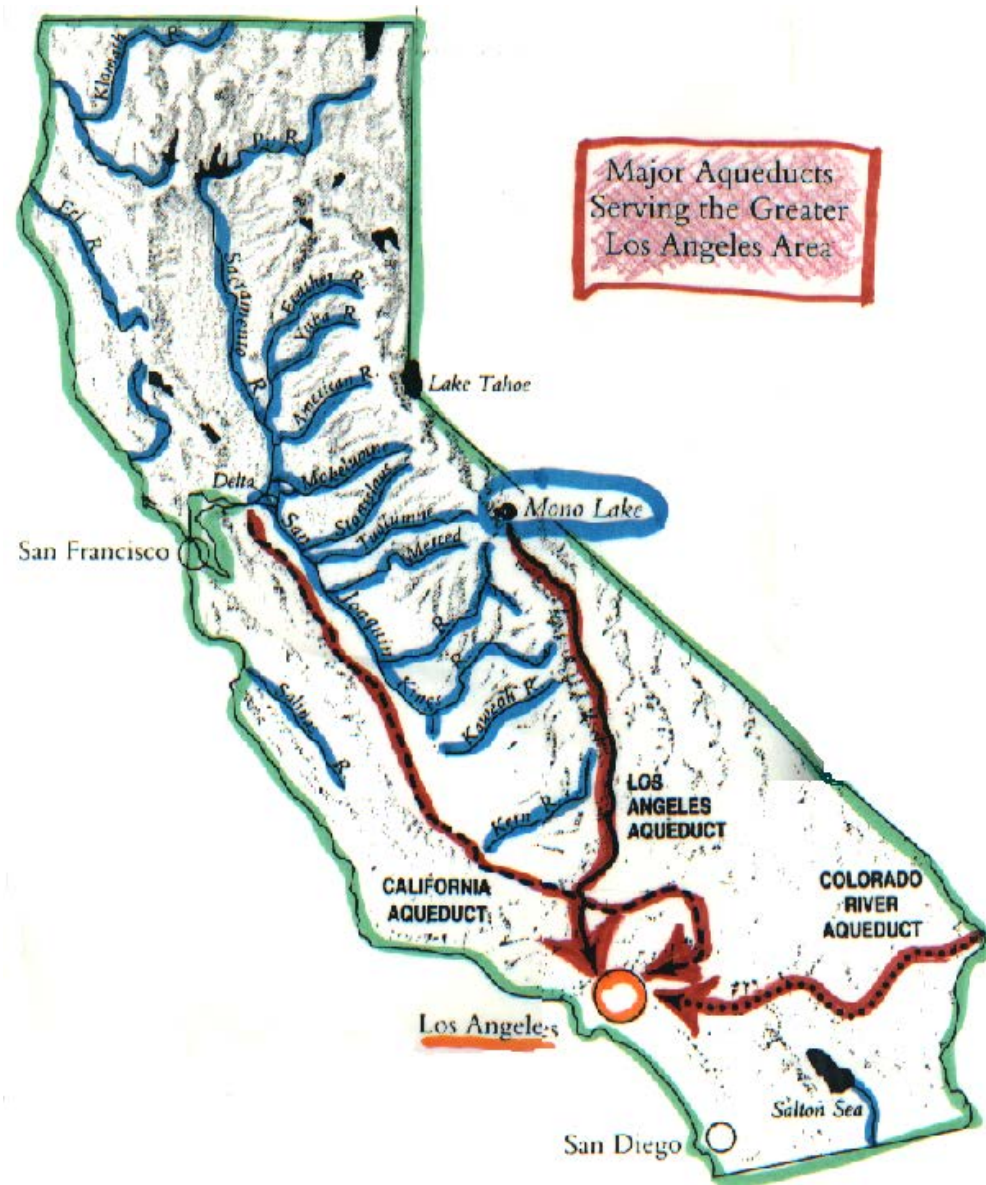 Klamath R.
Pit R.
Major Aqueducts
Serving the Greater
Los Angeles Area
Eel R.
Sacramento R.
Feather R.
Yuba R.
American R.
Lake Tahoe
Delta
Mokelumne
Stanislaus
Mono Lake
Tuolumne
San Joaquin R.
Merced
San Francisco
Kings R.
Kaweah R.
Salinas R.
Kern R.
LOS
ANGELES
AQUEDUCT
CALIFORNIA
AQUEDUCT
COLORADO
RIVER
AQUEDUCT
Los Angeles
Salton Sea
San Diego